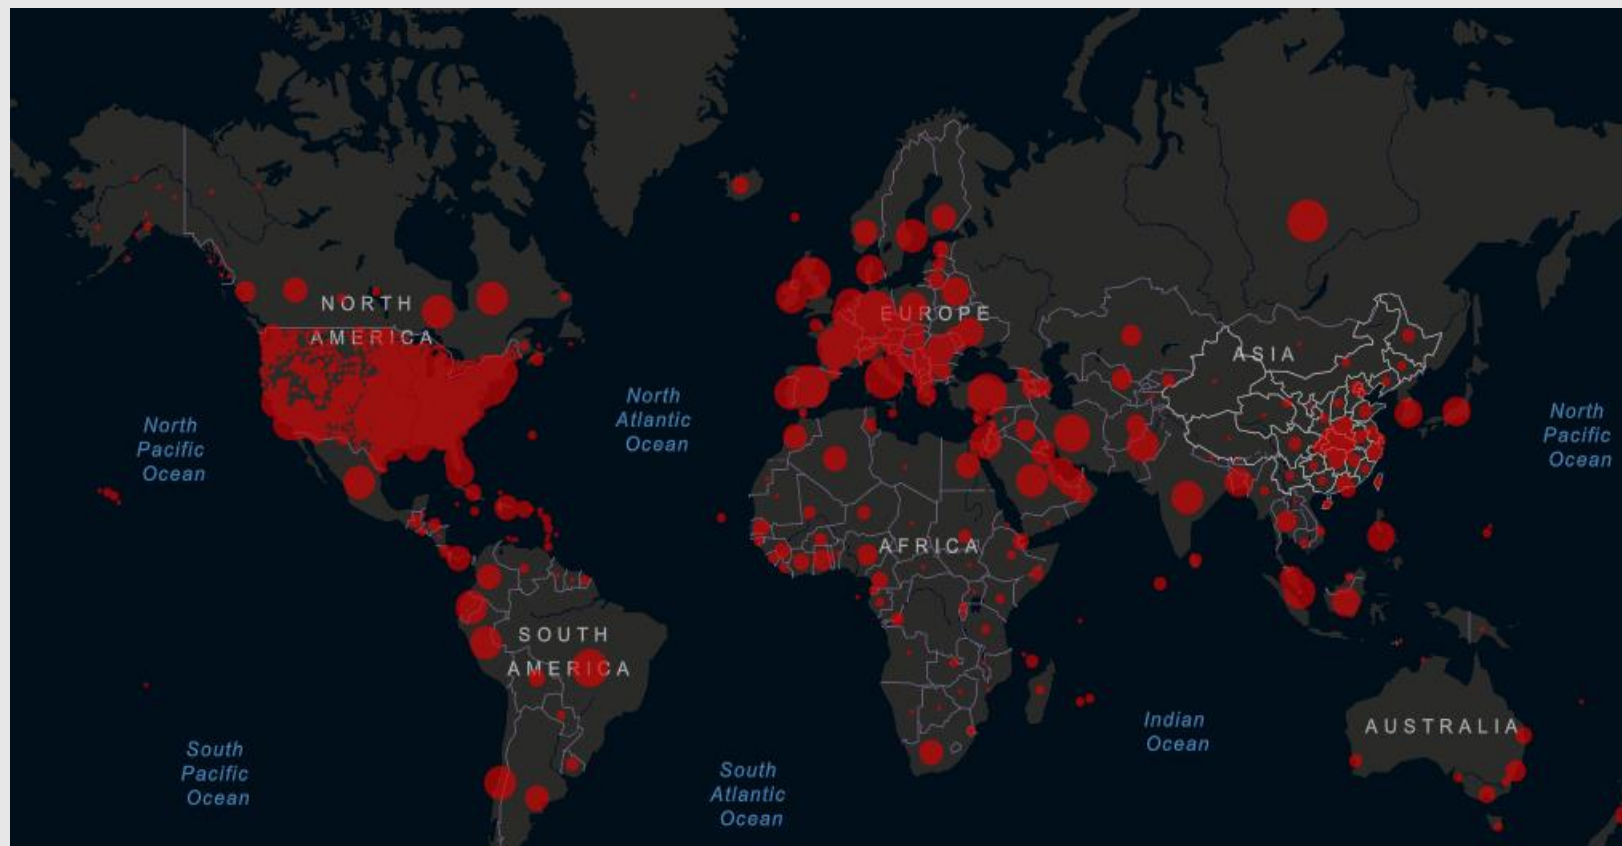 NORTH
AMERICA
EUROPE
ASIA
North
Pacific
Ocean
North
Atlantic
Ocean
North
Pacific
Ocean
AFRICA
SOUTH
AMERICA
Indian
Ocean
AUSTRALIA
South
Pacific
Ocean
South
Atlantic
Ocean